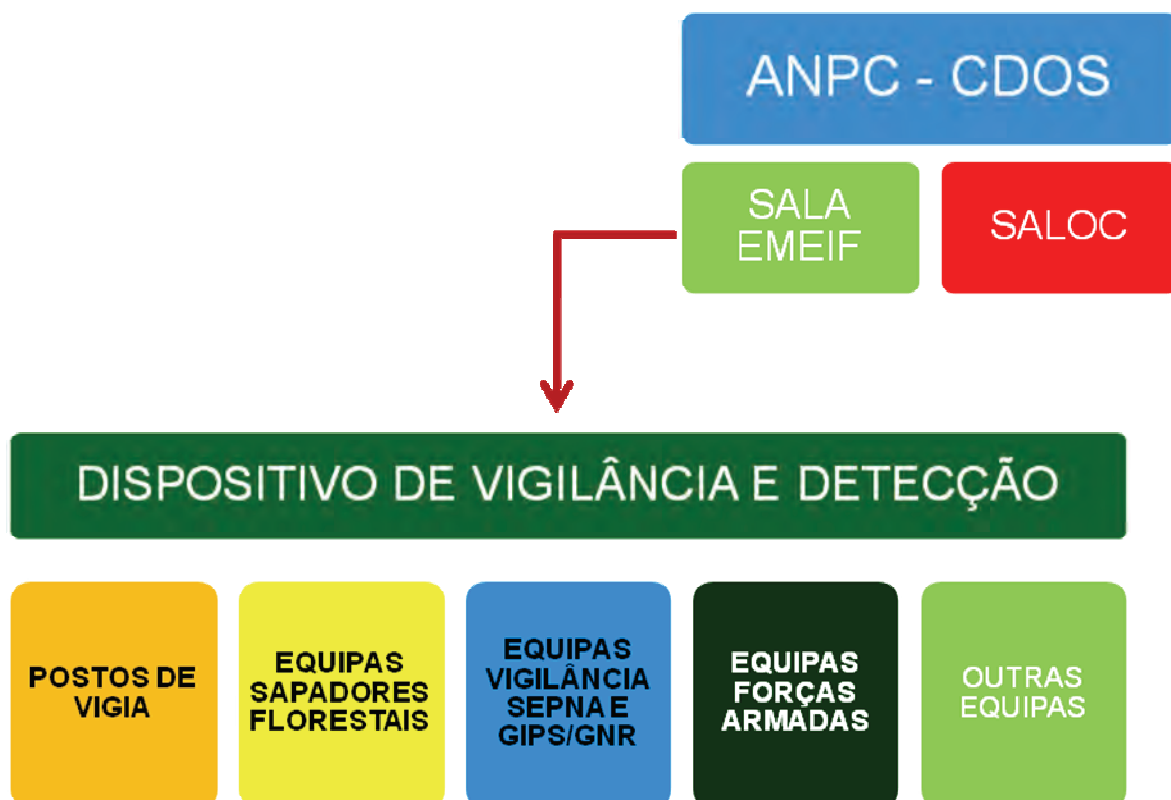 ANPC - CDOS
SALA
EMEIF
SALOC
DISPOSITIVO DE VIGILÂNCIA E DETECÇÃO
POSTOS DE
VIGIA
EQUIPAS
SAPADORES
FLORESTAIS
EQUIPAS
VIGILÂNCIA
SEPNA E
GIPS/GNR
EQUIPAS
FORÇAS
ARMADAS
OUTRAS
EQUIPAS